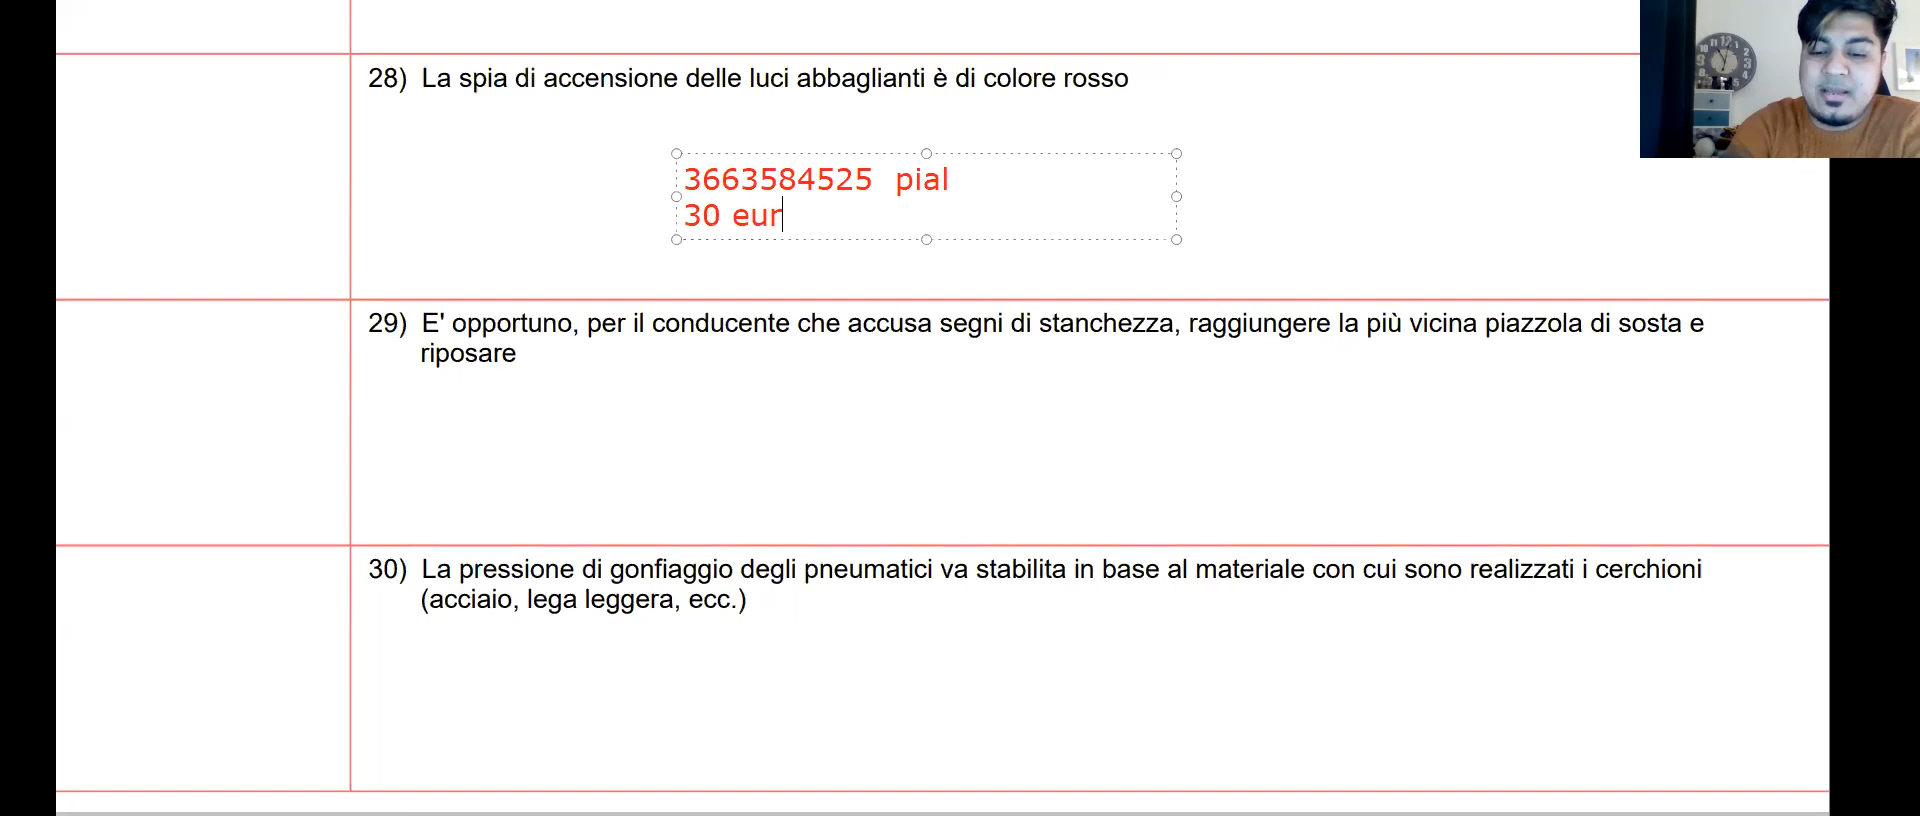 28) La spia di accensione delle luci abbaglianti è di colore rosso
3663584525 pial
30 eur
29) E' opportuno, per il conducente che accusa segni di stanchezza, raggiungere la più vicina piazzola di sosta e
riposare
30) La pressione di gonfiaggio degli pneumatici va stabilita in base al materiale con cui sono realizzati i cerchioni
(acciaio, lega leggera, ecc.)